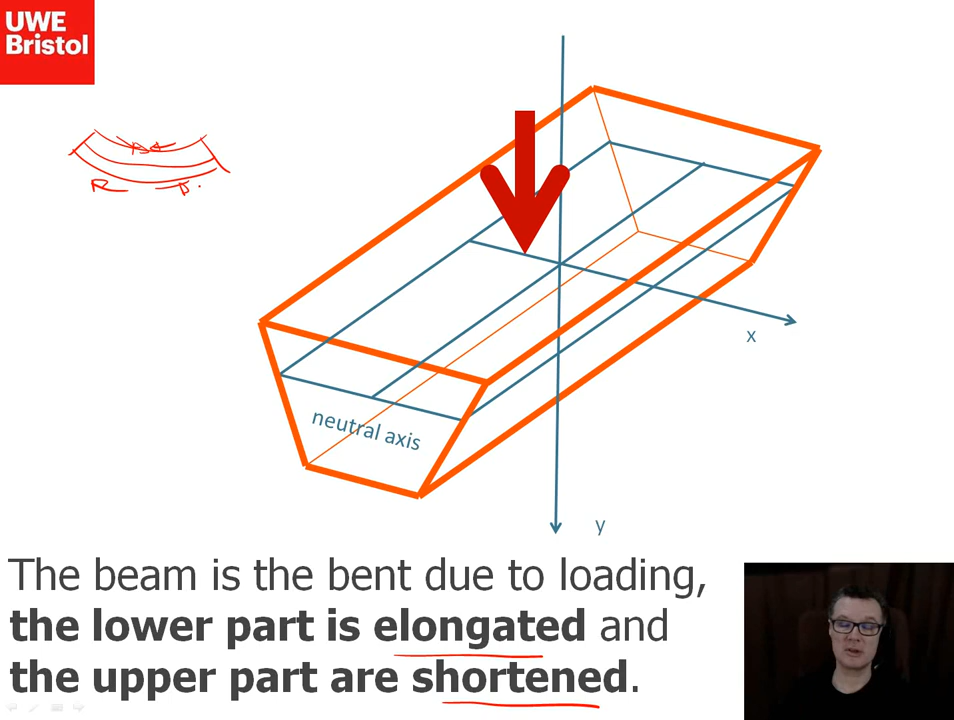 UWE
Bristol
neutral axis
x
y
The beam is the bent due to loading,
the lower part is elongated and
the upper part are shortened.